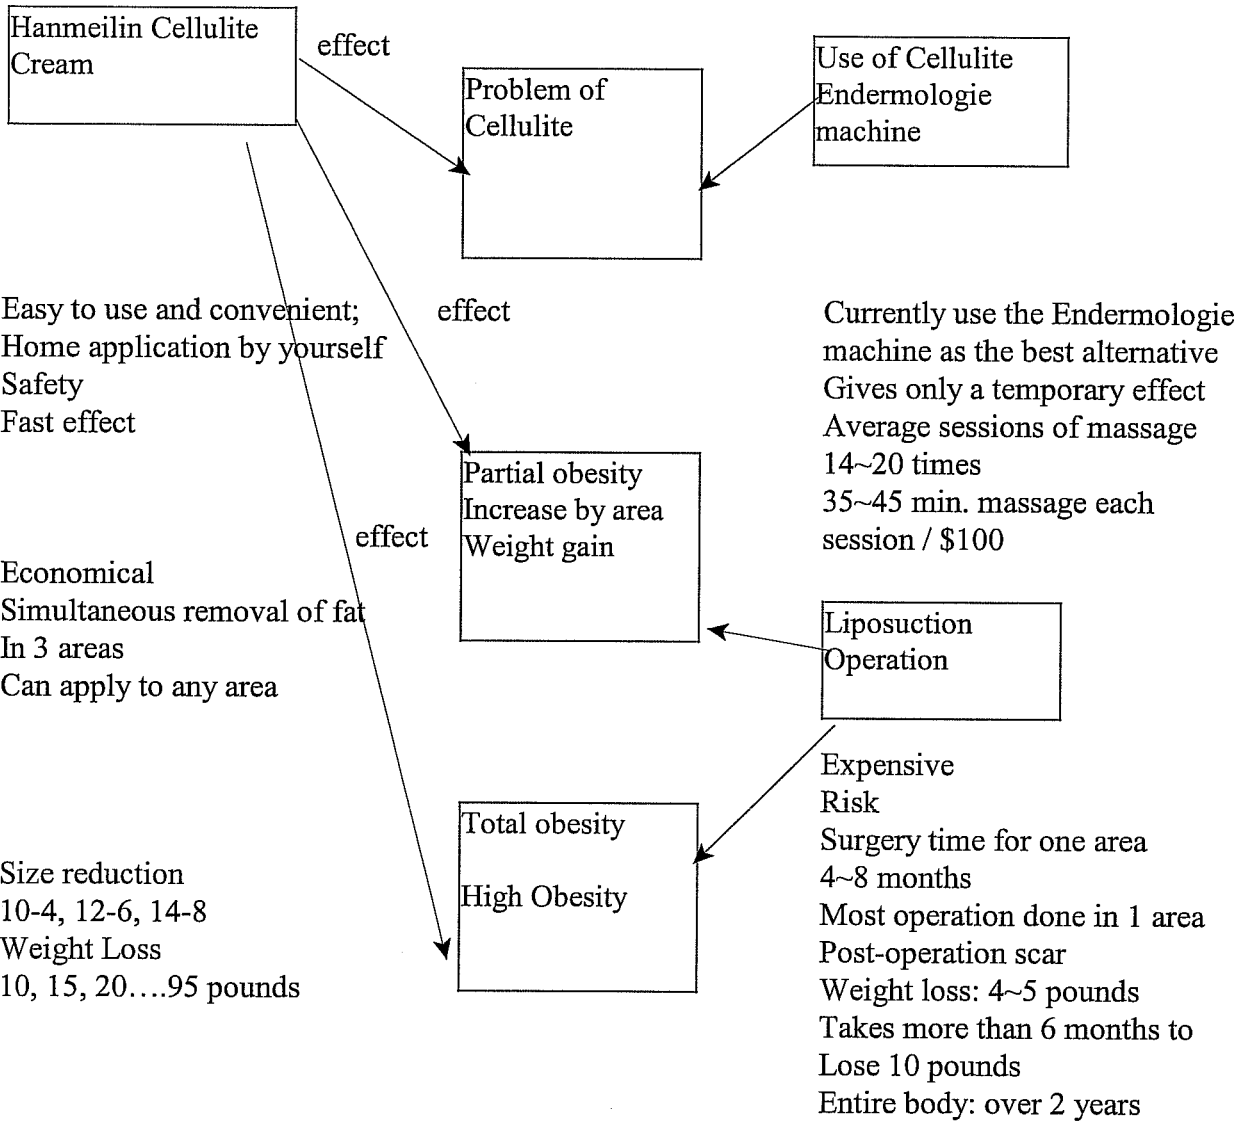 Hanmeilin Cellulite
Cream
effect
Problem of
Cellulite
Use of Cellulite
Endermologie
machine
Easy to use and convenient;
Home application by yourself
Safety
Fast effect
effect
Currently use the Endermologie
machine as the best alternative
Gives only a temporary effect
Average sessions of massage
14~20 times
35~45 min. massage each
session / $100
Partial obesity
Increase by area
Weight gain
effect
Economical
Simultaneous removal of fat
In 3 areas
Can apply to any area
Liposuction
Operation
Total obesity
High Obesity
Expensive
Risk
Surgery time for one area
4~8 months
Most operation done in 1 area
Post-operation scar
Weight loss: 4~5 pounds
Takes more than 6 months to
Lose 10 pounds
Entire body: over 2 years
Size reduction
10-4, 12-6, 14-8
Weight Loss
10, 15, 20....95 pounds